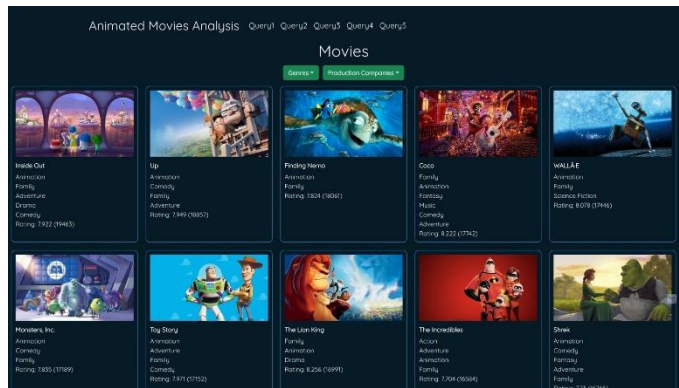 Animated Movies Analysis Query1 Query2 Query3 Query4 Query5
Movies
Genres Production Companies
Inside Out
Animation
Family
Adventure
Drama
Comedy
Rating: 7.922 (19463)
Up
Animation
Comedy
Family
Adventure
Rating: 7.949 (18857)
Finding Nemo
Animation
Family
Rating: 7.824 (18061)
Coco
Family
Animation
Fantasy
Music
Comedy
Adventure
Rating: 8.222 (17742)
WALLÂ·E
Animation
Family
Science Fiction
Rating: 8.078 (17446)
Monsters, Inc.
Animation
Comedy
Family
Rating: 7.835 (17189)
Toy Story
Animation
Adventure
Family
Comedy
Rating: 7.971 (17152)
The Lion King
Family
Animation
Drama
Rating: 8.256 (16991)
The Incredibles
Action
Adventure
Animation
Family
Rating: 7.704 (16584)
Shrek
Animation
Comedy
Fantasy
Adventure
Family